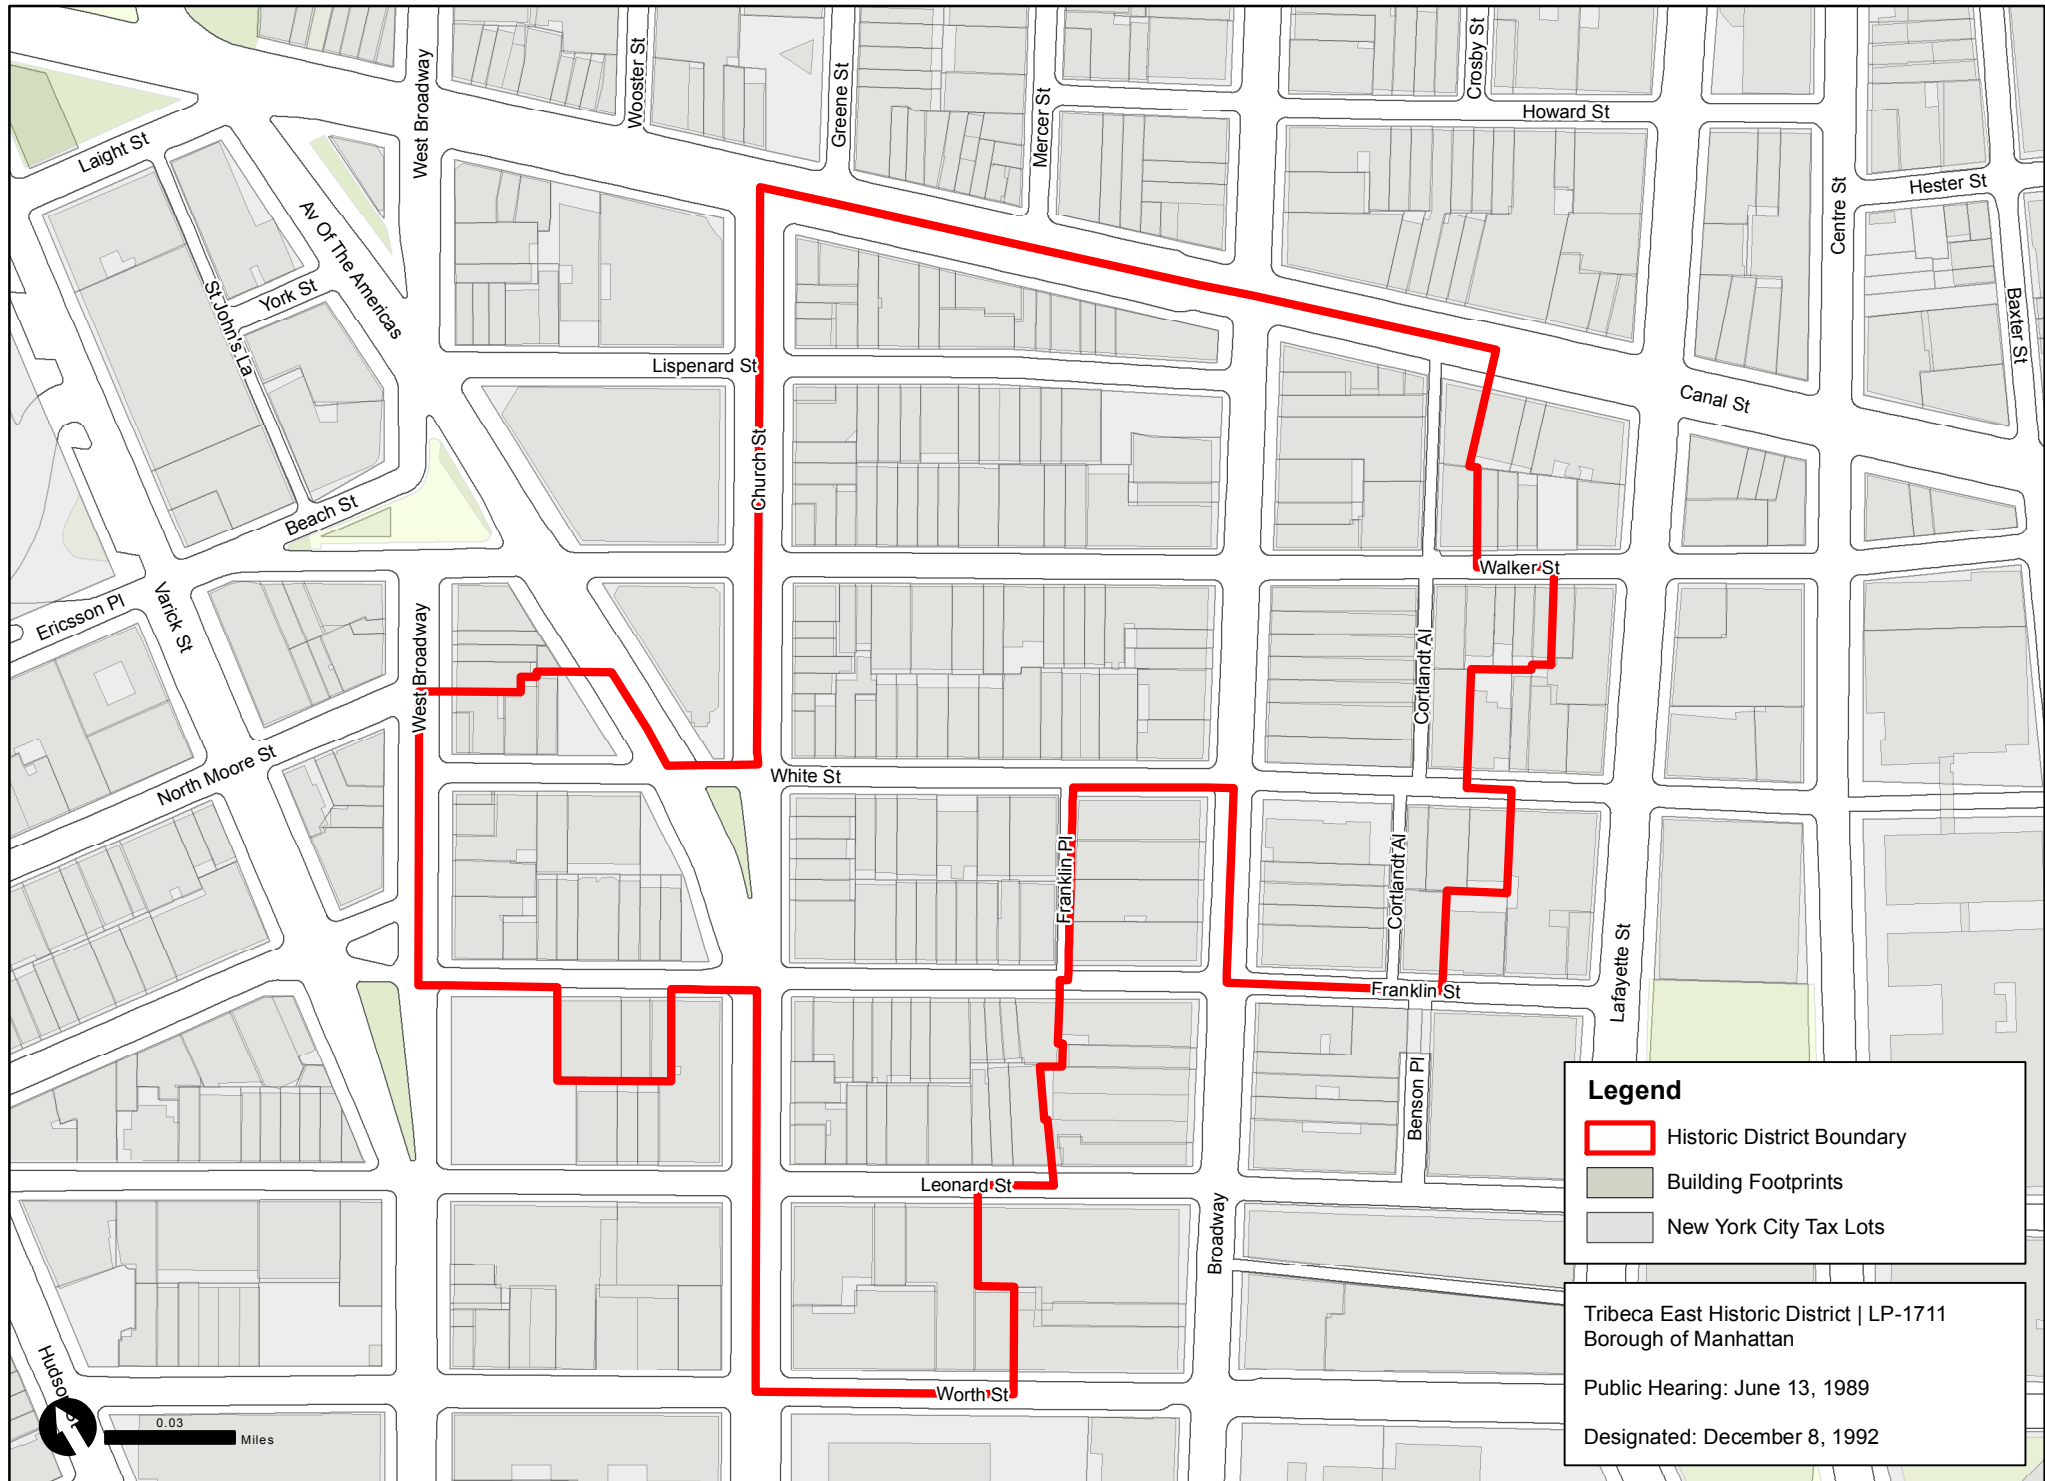 Crosby St
Wooster St
West Broadway
Greene St
Mercer St
Howard St
Laight St
Hester St
Centre St
Av Of The Americas
York St
St John's La
Baxter St
Lispenard St
Canal St
Church St
Beach St
Walker St
Varick St
Ericsson Pl
West Broadway
Cortlandt Al
North Moore St
White St
Franklin Pl
Cortlandt Al
Lafayette St
Franklin St
Benson Pl
Leonard St
Broadway
Worth St
Hudson St
0.03
Miles
Legend
Historic District Boundary
Building Footprints
New York City Tax Lots
Tribeca East Historic District | LP-1711
Borough of Manhattan
Public Hearing: June 13, 1989
Designated: December 8, 1992